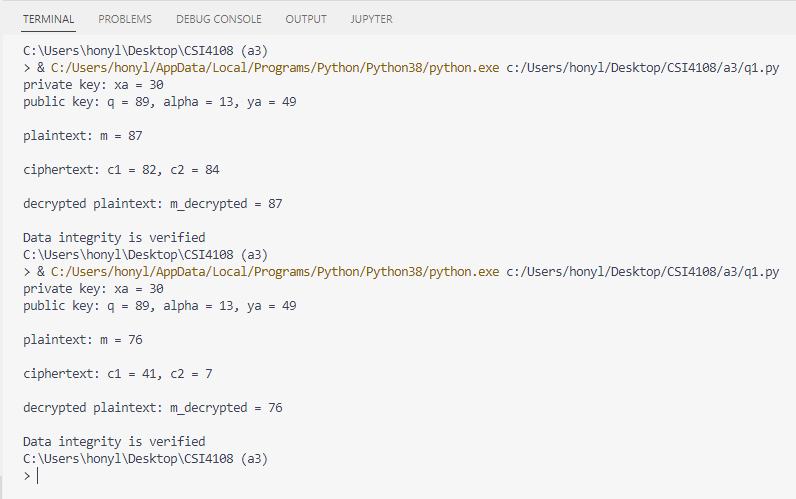 TERMINAL PROBLEMS DEBUG CONSOLE OUTPUT JUPYTER
C:\Users\honyl\Desktop\CSI4108 (a3)
> & C:/Users/honyl/AppData/Local/Programs/Python/Python38/python.exe c:/Users/honyl/Desktop/CSI4108/a3/q1.py
private key: xa = 30
public key: q = 89, alpha = 13, ya = 49
plaintext: m = 87
ciphertext: c1 = 82, c2 = 84
decrypted plaintext: m_decrypted = 87
Data integrity is verified
C:\Users\honyl\Desktop\CSI4108 (a3)
> & C:/Users/honyl/AppData/Local/Programs/Python/Python38/python.exe c:/Users/honyl/Desktop/CSI4108/a3/q1.py
private key: xa = 30
public key: q = 89, alpha = 13, ya = 49
plaintext: m = 76
ciphertext: c1 = 41, c2 = 7
decrypted plaintext: m_decrypted = 76
Data integrity is verified
C:\Users\honyl\Desktop\CSI4108 (a3)
>